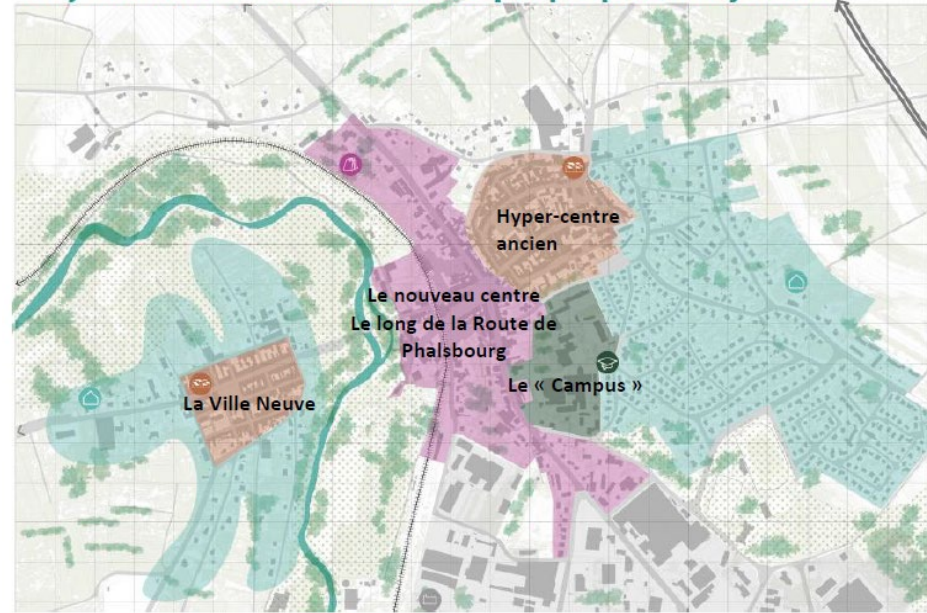 Hyper-centre
ancien
Le nouveau centre
Le long de la Route de
Phalsbourg
Le « Campus »
La Ville Neuve